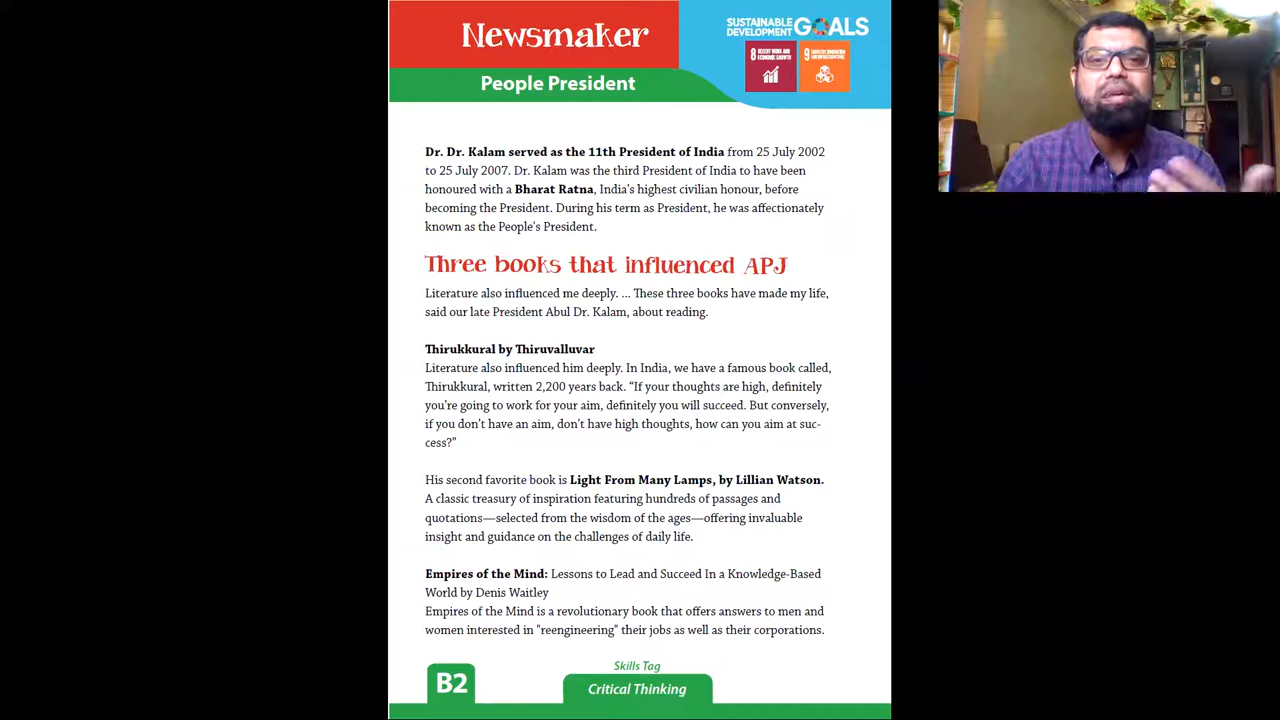 Newsmaker
People President
SUSTAINABLE
DEVELOPMENT GOALS
8 DECENT WORK AND
ECONOMIC GROWTH
9 INDUSTRY, INNOVATION
AND INFRASTRUCTURE
Dr. Dr. Kalam served as the 11th President of India from 25 July 2002
to 25 July 2007. Dr. Kalam was the third President of India to have been
honoured with a Bharat Ratna, India's highest civilian honour, before
becoming the President. During his term as President, he was affectionately
known as the People's President.
Three books that influenced APJ
Literature also influenced me deeply. ... These three books have made my life,
said our late President Abul Dr. Kalam, about reading.
Thirukkural by Thiruvalluvar
Literature also influenced him deeply. In India, we have a famous book called,
Thirukkural, written 2,200 years back. “If your thoughts are high, definitely
you’re going to work for your aim, definitely you will succeed. But conversely,
if you don’t have an aim, don’t have high thoughts, how can you aim at suc-
cess?”
His second favorite book is Light From Many Lamps, by Lillian Watson.
A classic treasury of inspiration featuring hundreds of passages and
quotations—selected from the wisdom of the ages—offering invaluable
insight and guidance on the challenges of daily life.
Empires of the Mind: Lessons to Lead and Succeed In a Knowledge-Based
World by Denis Waitley
Empires of the Mind is a revolutionary book that offers answers to men and
women interested in "reengineering" their jobs as well as their corporations.
Skills Tag
B2
Critical Thinking